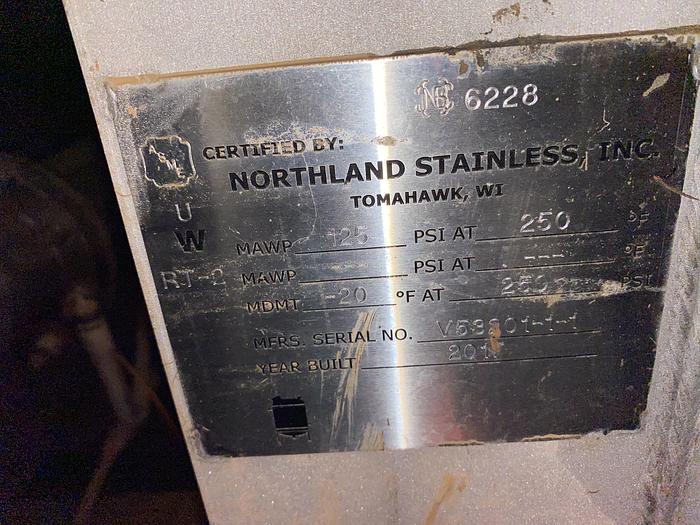 NB 6228
ASME CERTIFIED BY:
NORTHLAND STAINLESS, INC.
TOMAHAWK, WI
U
W MAWP 125 PSI AT 250 °F
RT-2 MAWP --- PSI AT --- °F
MDMT -20 °F AT PSI
MFRS. SERIAL NO.
YEAR BUILT